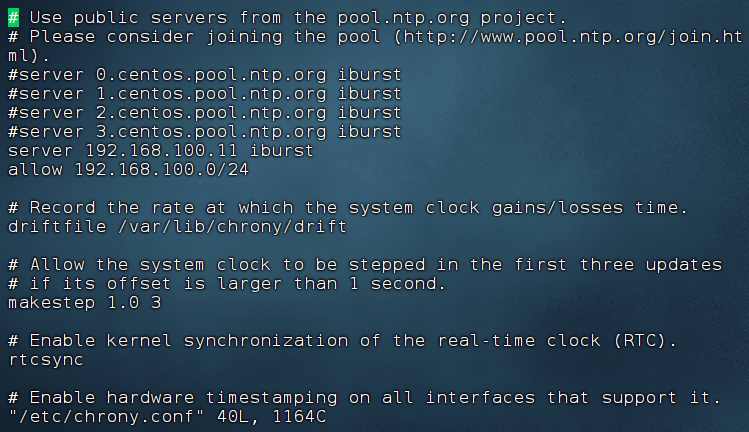 # Use public servers from the pool.ntp.org project.
# Please consider joining the pool (http://www.pool.ntp.org/join.ht
ml).
#server 0.centos.pool.ntp.org iburst
#server 1.centos.pool.ntp.org iburst
#server 2.centos.pool.ntp.org iburst
#server 3.centos.pool.ntp.org iburst
server 192.168.100.11 iburst
allow 192.168.100.0/24

# Record the rate at which the system clock gains/losses time.
driftfile /var/lib/chrony/drift

# Allow the system clock to be stepped in the first three updates
# if its offset is larger than 1 second.
makestep 1.0 3

# Enable kernel synchronization of the real-time clock (RTC).
rtcsync

# Enable hardware timestamping on all interfaces that support it.
"/etc/chrony.conf" 40L, 1164C